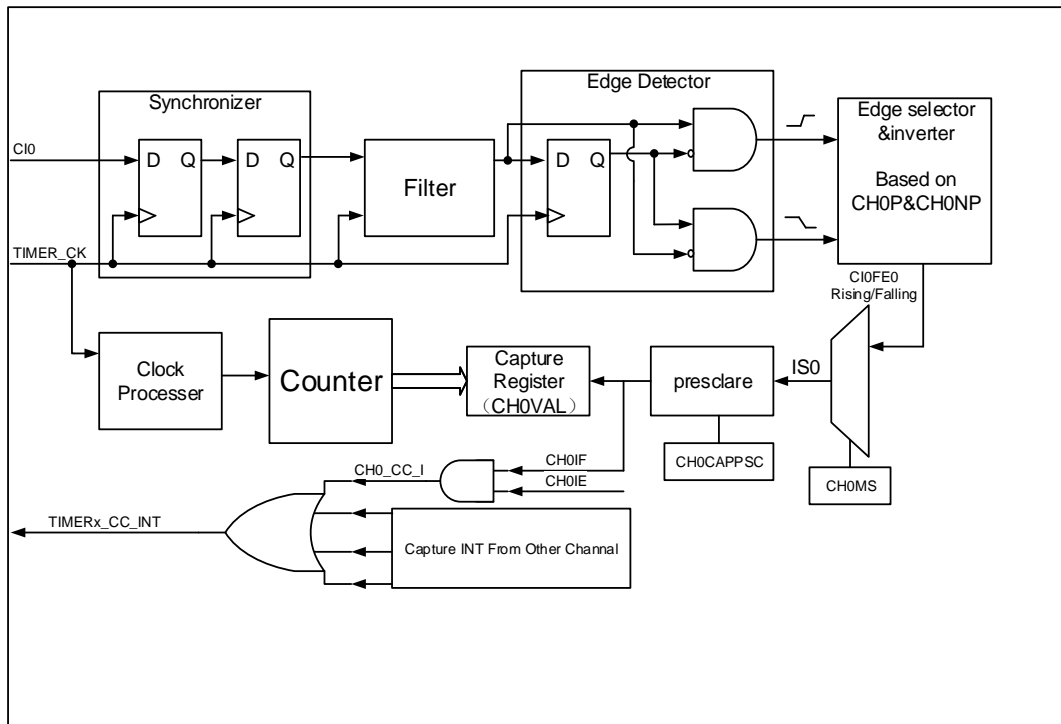 Edge Detector
Synchronizer
CI0
D Q
D Q
Filter
D Q
Edge selector
&inverter
Based on
CH0P&CH0NP
TIMER_CK
CI0FE0
Rising/Falling
Clock
Processer
Counter
Capture
Register
（CH0VAL）
presclare
IS0
CH0CAPPSC
CH0MS
CH0IF
CH0_CC_I
CH0IE
TIMERx_CC_INT
Capture INT From Other Channel